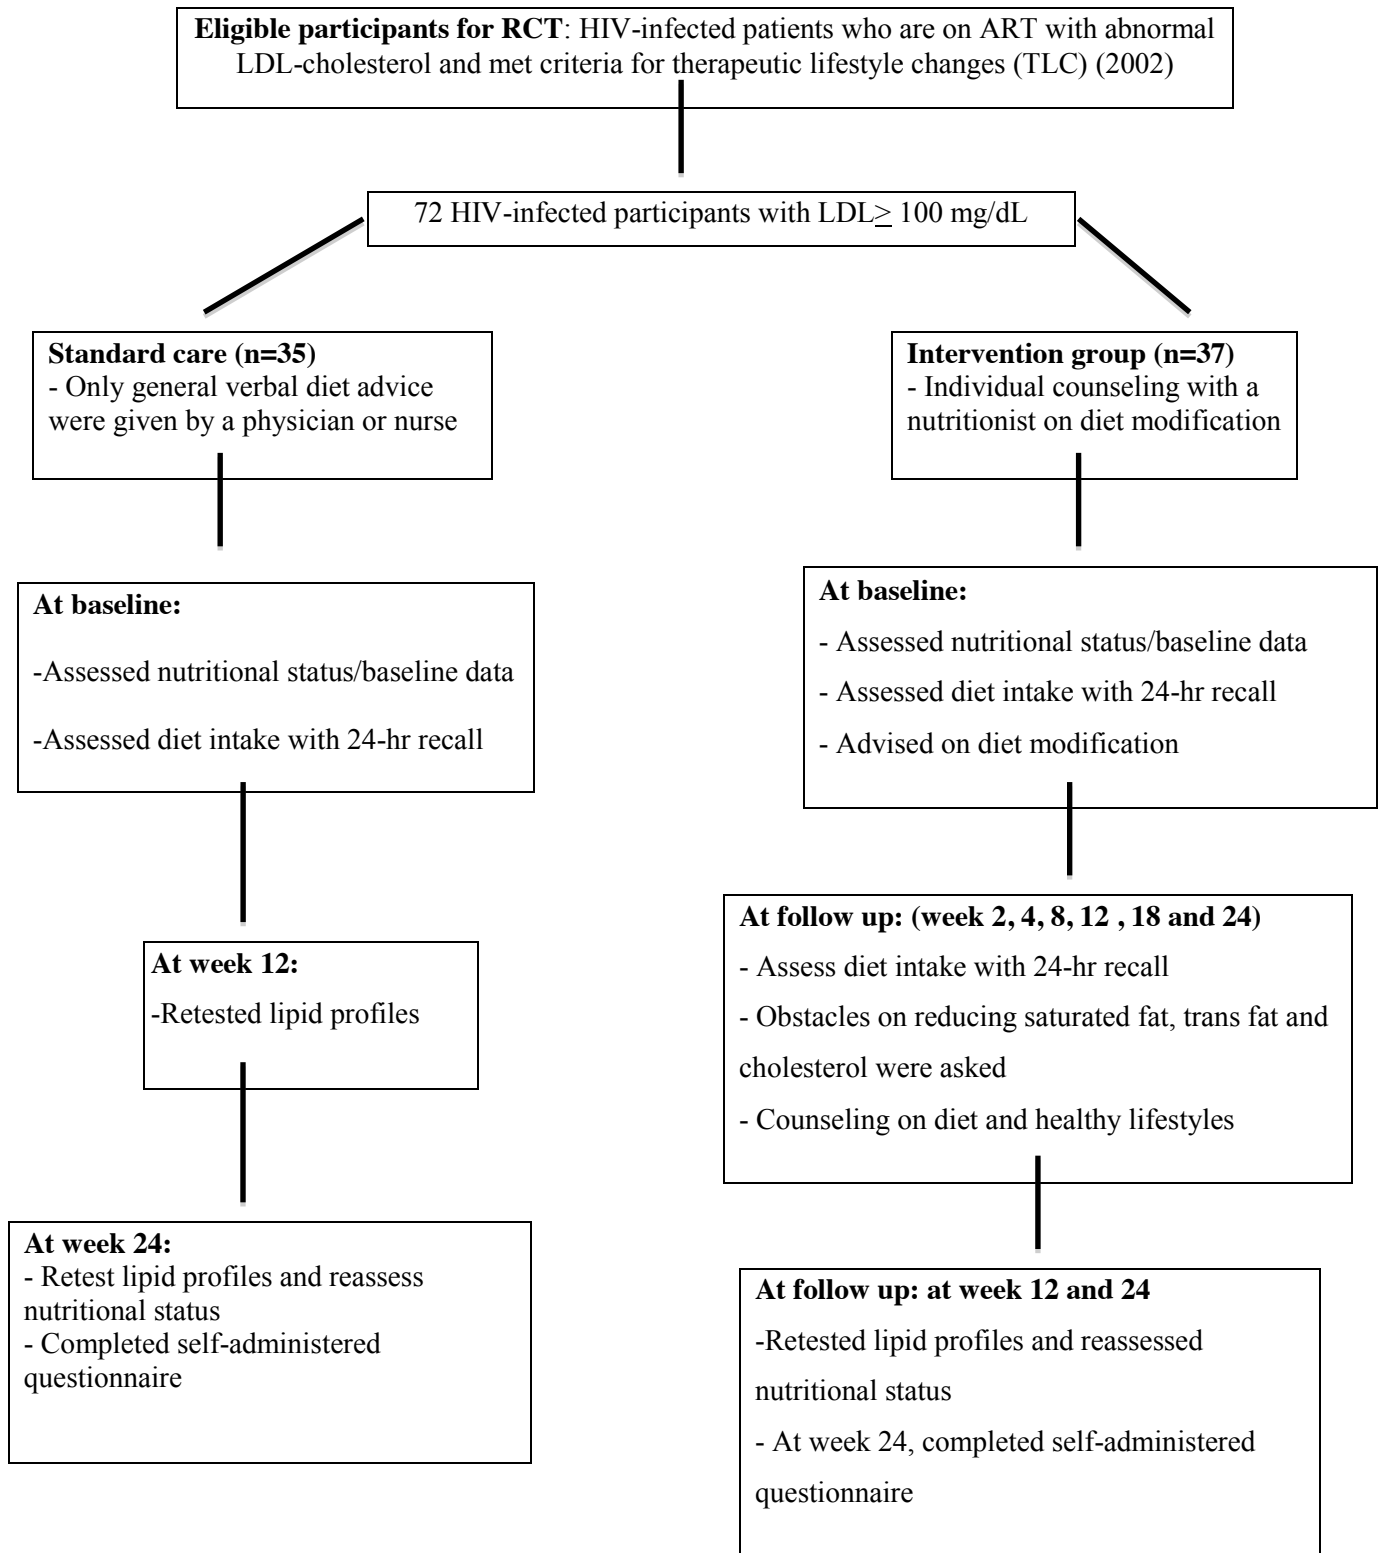 Eligible participants for RCT: HIV-infected patients who are on ART with abnormal
LDL-cholesterol and met criteria for therapeutic lifestyle changes (TLC) (2002)
72 HIV-infected participants with LDL≥ 100 mg/dL
Standard care (n=35)
- Only general verbal diet advice
were given by a physician or nurse
Intervention group (n=37)
- Individual counseling with a
nutritionist on diet modification
At baseline:
-Assessed nutritional status/baseline data
-Assessed diet intake with 24-hr recall
At baseline:
- Assessed nutritional status/baseline data
- Assessed diet intake with 24-hr recall
- Advised on diet modification
At week 12:
-Retested lipid profiles
At follow up: (week 2, 4, 8, 12 , 18 and 24)
- Assess diet intake with 24-hr recall
- Obstacles on reducing saturated fat, trans fat and
cholesterol were asked
- Counseling on diet and healthy lifestyles
At week 24:
- Retest lipid profiles and reassess
nutritional status
- Completed self-administered
questionnaire
At follow up: at week 12 and 24
-Retested lipid profiles and reassessed
nutritional status
- At week 24, completed self-administered
questionnaire